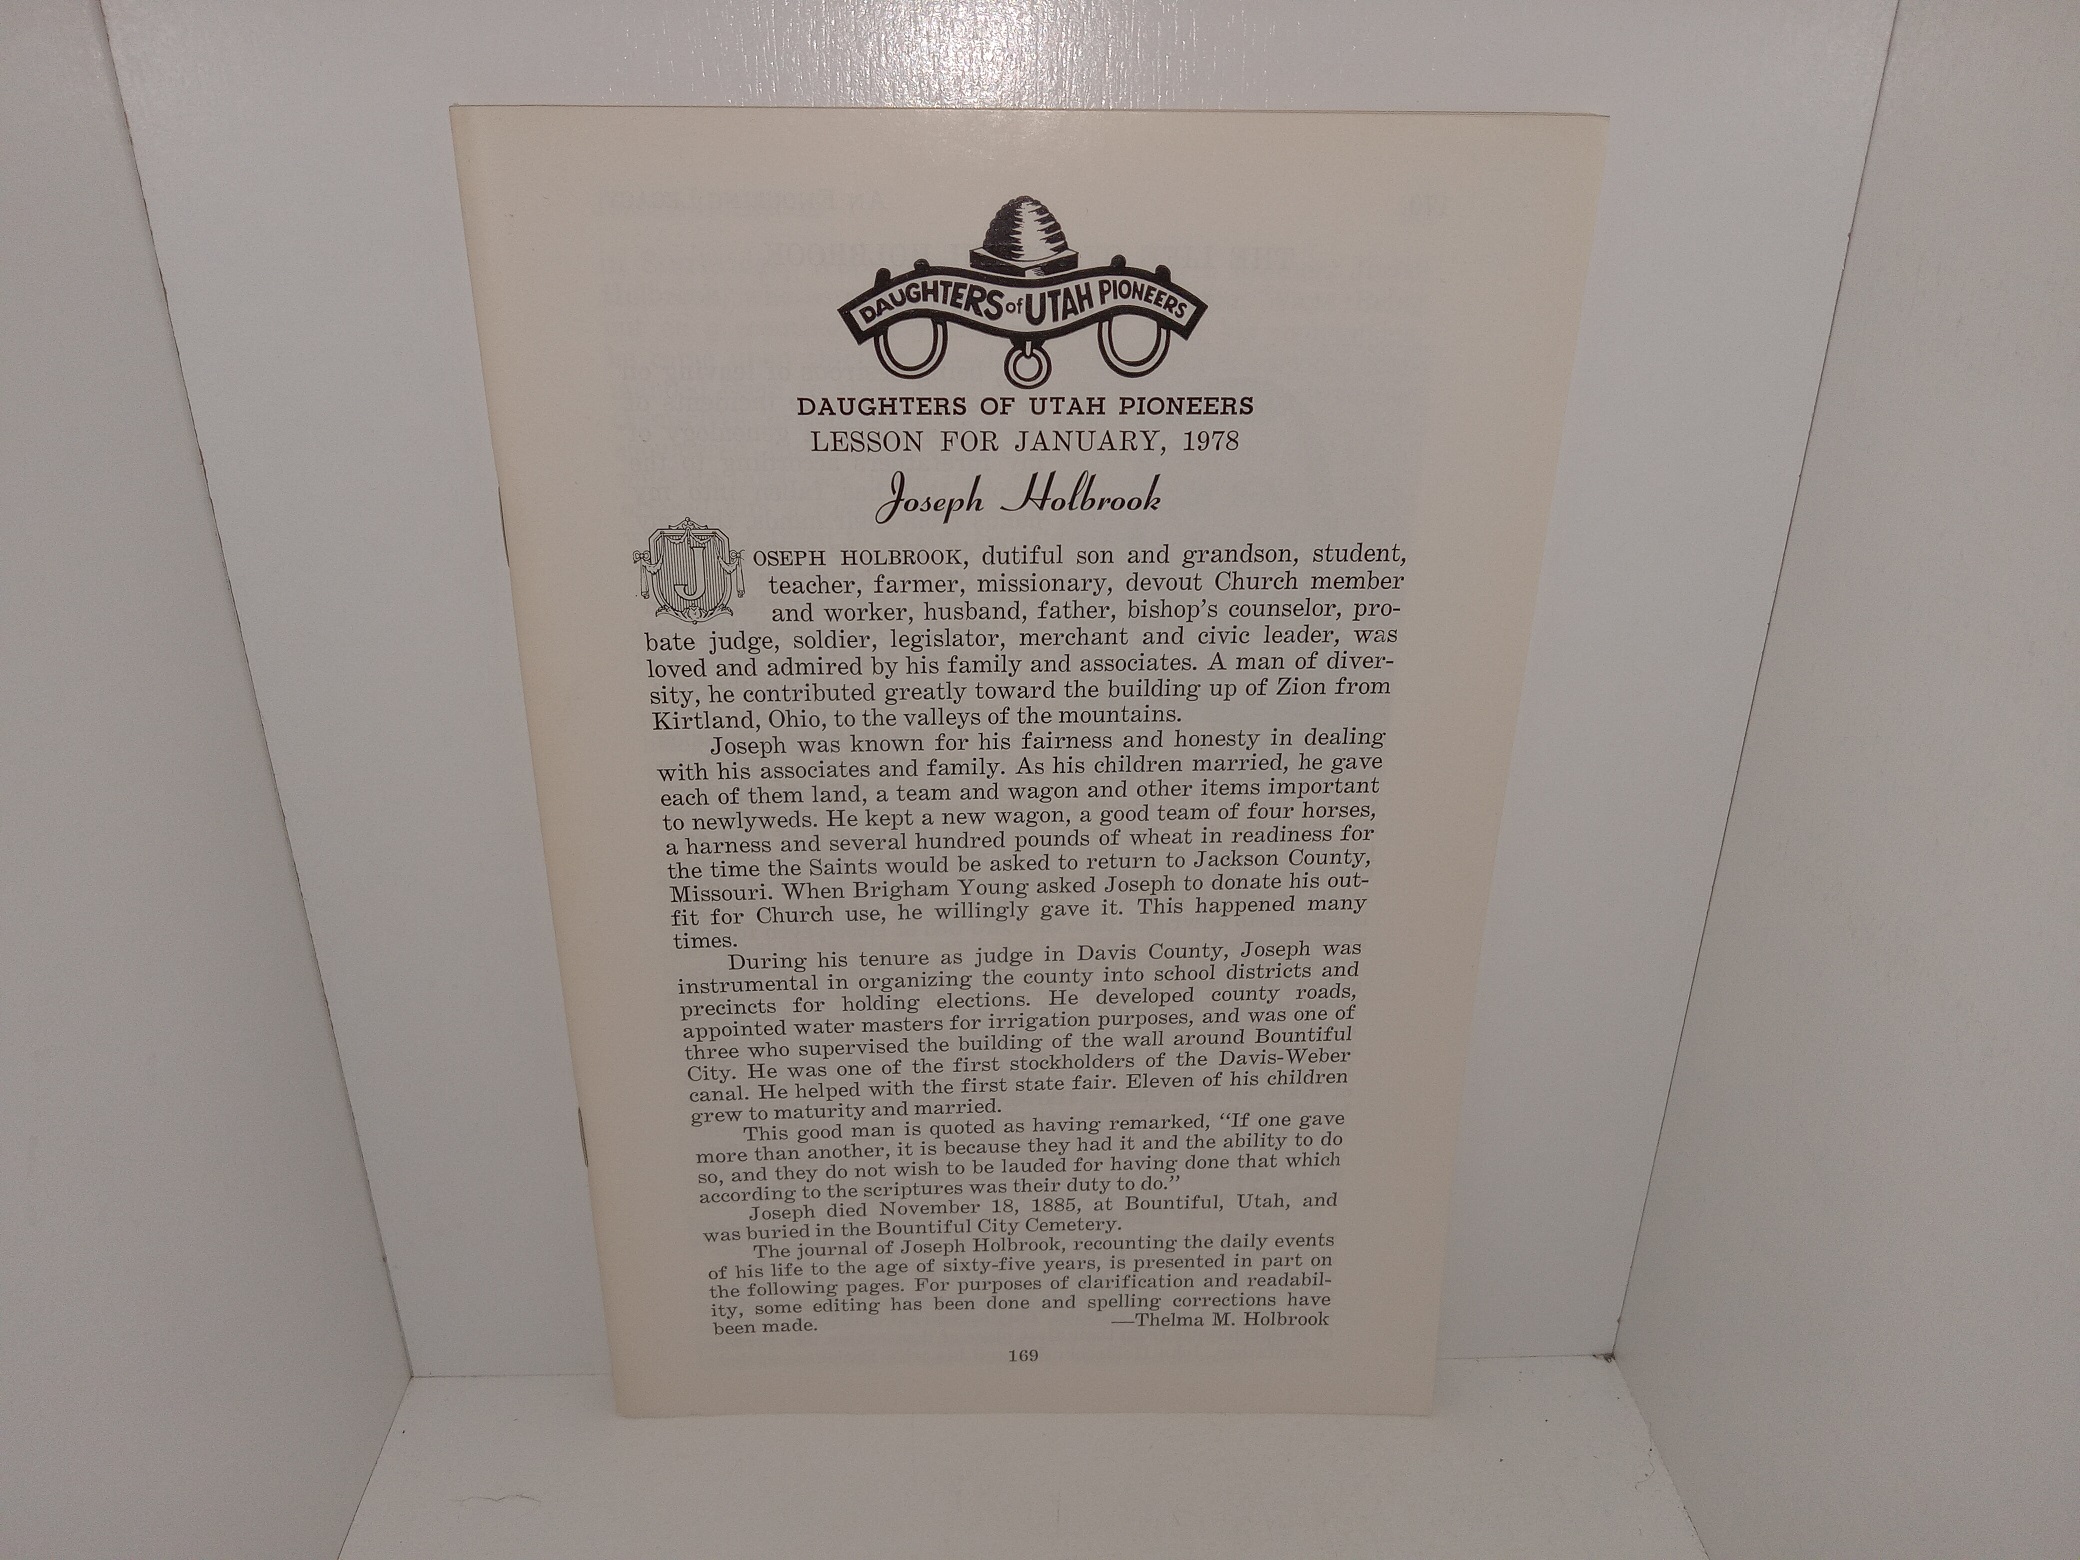 DAUGHTERS of UTAH PIONEERS
DAUGHTERS OF UTAH PIONEERS
LESSON FOR JANUARY, 1978
Joseph Holbrook
JOSEPH HOLBROOK, dutiful son and grandson, student,
teacher, farmer, missionary, devout Church member
and worker, husband, father, bishop's counselor, pro-
bate judge, soldier, legislator, merchant and civic leader, was
loved and admired by his family and associates. A man of diver-
sity, he contributed greatly toward the building up of Zion from
Kirtland, Ohio, to the valleys of the mountains.
Joseph was known for his fairness and honesty in dealing
with his associates and family. As his children married, he gave
each of them land, a team and wagon and other items important
to newlyweds. He kept a new wagon, a good team of four horses,
a harness and several hundred pounds of wheat in readiness for
the time the Saints would be asked to return to Jackson County,
Missouri. When Brigham Young asked Joseph to donate his out-
fit for Church use, he willingly gave it. This happened many
times.
During his tenure as judge in Davis County, Joseph was
instrumental in organizing the county into school districts and
precincts for holding elections. He developed county roads,
appointed water masters for irrigation purposes, and was one of
three who supervised the building of the wall around Bountiful
City. He was one of the first stockholders of the Davis-Weber
canal. He helped with the first state fair. Eleven of his children
grew to maturity and married.
This good man is quoted as having remarked, "If one gave
more than another, it is because they had it and the ability to do
so, and they do not wish to be lauded for having done that which
according to the scriptures was their duty to do."
Joseph died November 18, 1885, at Bountiful, Utah, and
was buried in the Bountiful City Cemetery.
The journal of Joseph Holbrook, recounting the daily events
of his life to the age of sixty-five years, is presented in part on
the following pages. For purposes of clarification and readabil-
ity, some editing has been done and spelling corrections have
been made. —Thelma M. Holbrook
169